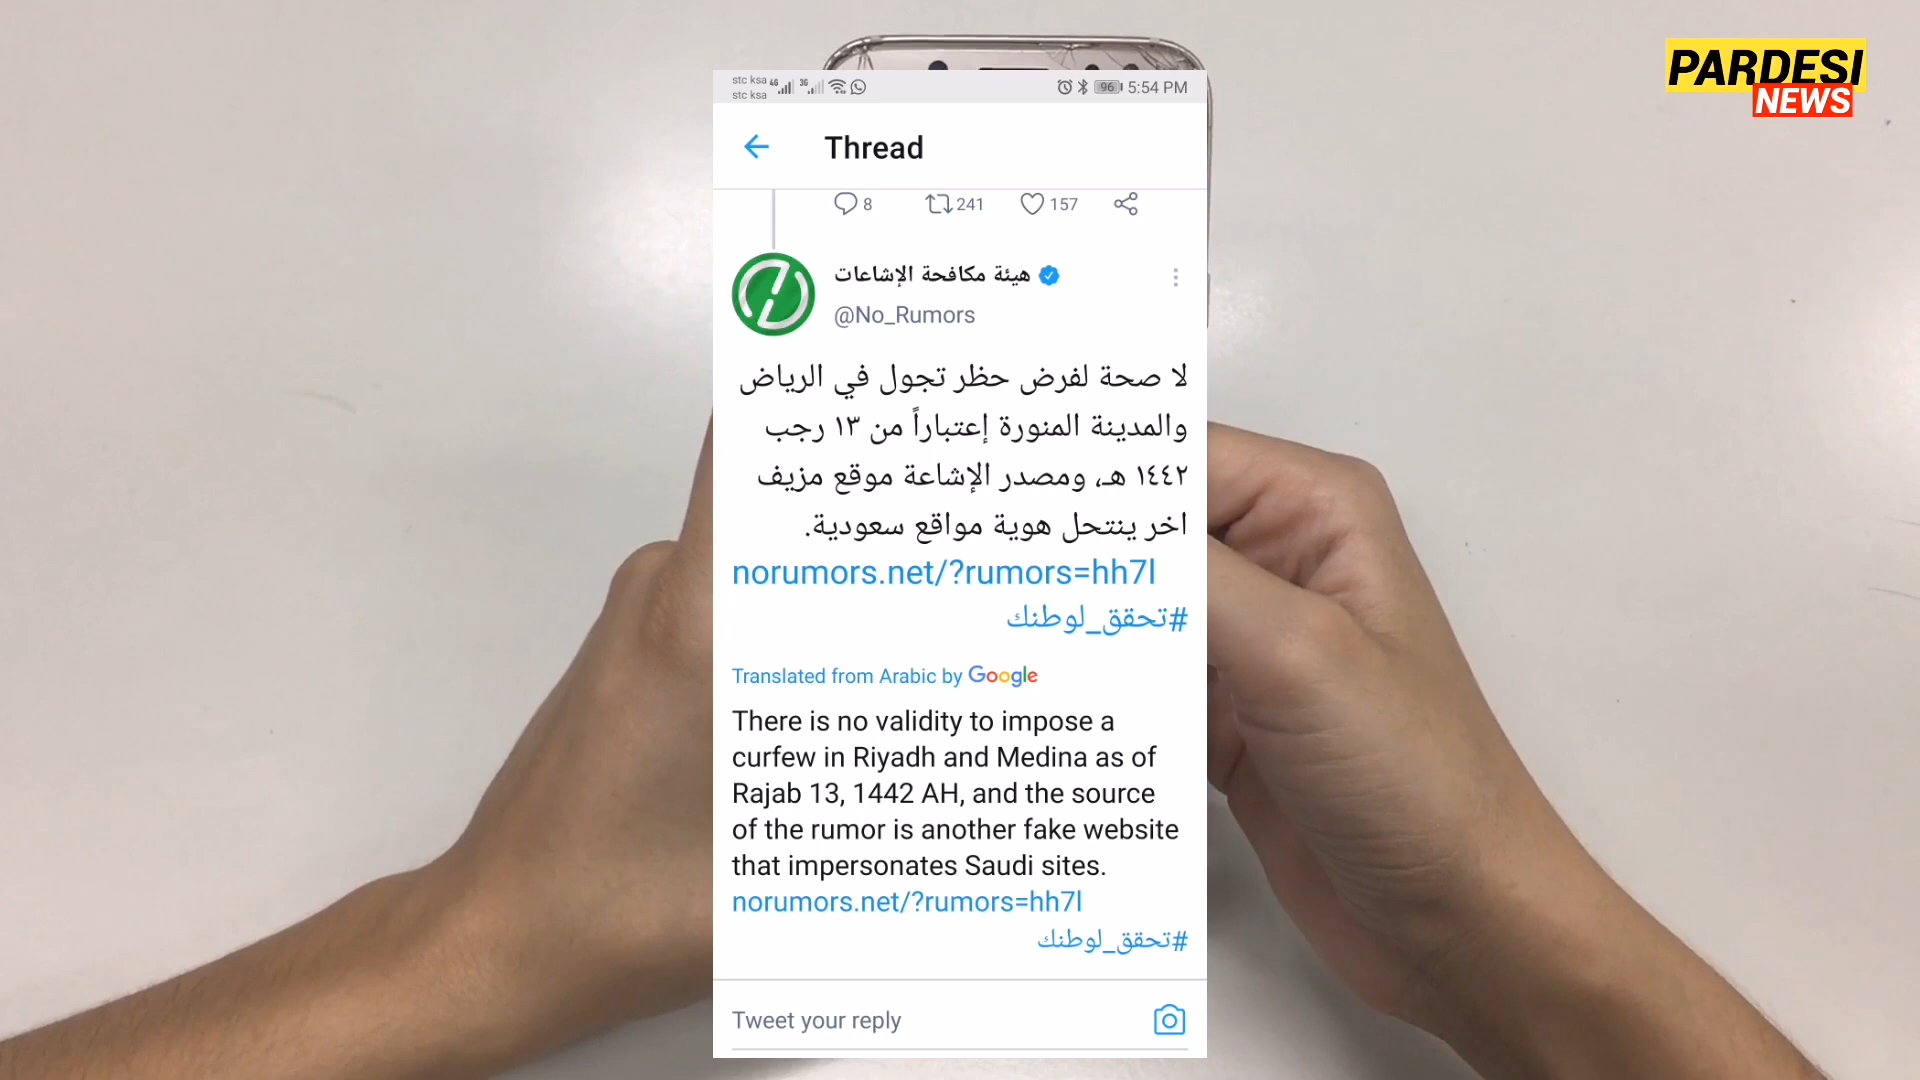 PARDESI
NEWS
stc ksa 4G 3G
stc ksa
96 5:54 PM
Thread
8 241 157
هيئة مكافحة الإشاعات
@No_Rumors
لا صحة لفرض حظر تجول في الرياض
والمدينة المنورة إعتباراً من ١٣ رجب
١٤٤٢ هـ، ومصدر الإشاعة موقع مزيف
اخر ينتحل هوية مواقع سعودية.
norumors.net/?rumors=hh7l
#تحقق_لوطنك
Translated from Arabic by Google
There is no validity to impose a
curfew in Riyadh and Medina as of
Rajab 13, 1442 AH, and the source
of the rumor is another fake website
that impersonates Saudi sites.
norumors.net/?rumors=hh7l
#تحقق_لوطنك
Tweet your reply